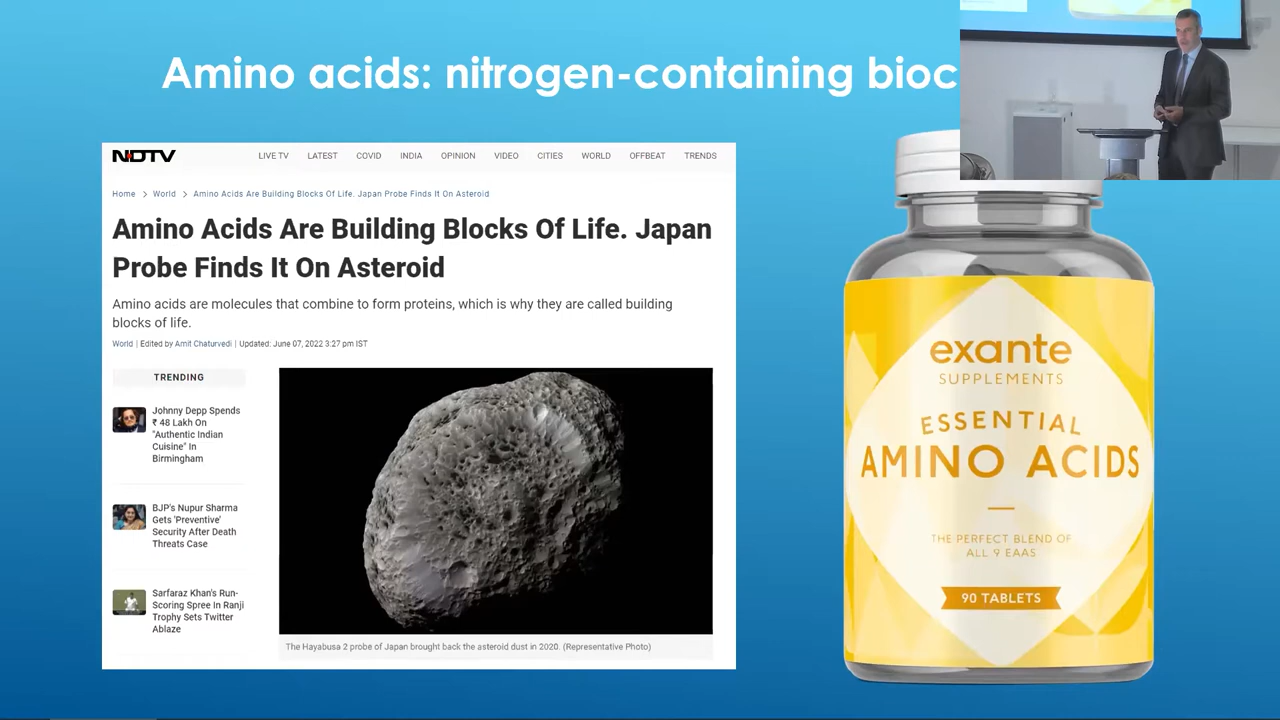 Amino acids: nitrogen-containing
NDTV
LIVE TV LATEST COVID INDIA OPINION VIDEO CITIES WORLD OFFBEAT TRENDS
Home > World > Amino Acids Are Building Blocks Of Life. Japan Probe Finds It On Asteroid
Amino Acids Are Building Blocks Of Life. Japan
Probe Finds It On Asteroid
Amino acids are molecules that combine to form proteins, which is why they are called building
blocks of life.
World | Edited by Amit Chaturvedi | Updated: June 07, 2022 3:27 pm IST
TRENDING
Johnny Depp Spends
₹ 48 Lakh On
"Authentic Indian
Cuisine" In
Birmingham
BJP's Nupur Sharma
Gets 'Preventive'
Security After Death
Threats Case
Sarfaraz Khan's Run-
Scoring Spree In Ranji
Trophy Sets Twitter
Ablaze
The Hayabusa 2 probe of Japan brought back the asteroid dust in 2020. (Representative Photo)
exante
SUPPLEMENTS
ESSENTIAL
AMINO ACIDS
THE PERFECT BLEND OF
ALL 9 EAAS
90 TABLETS